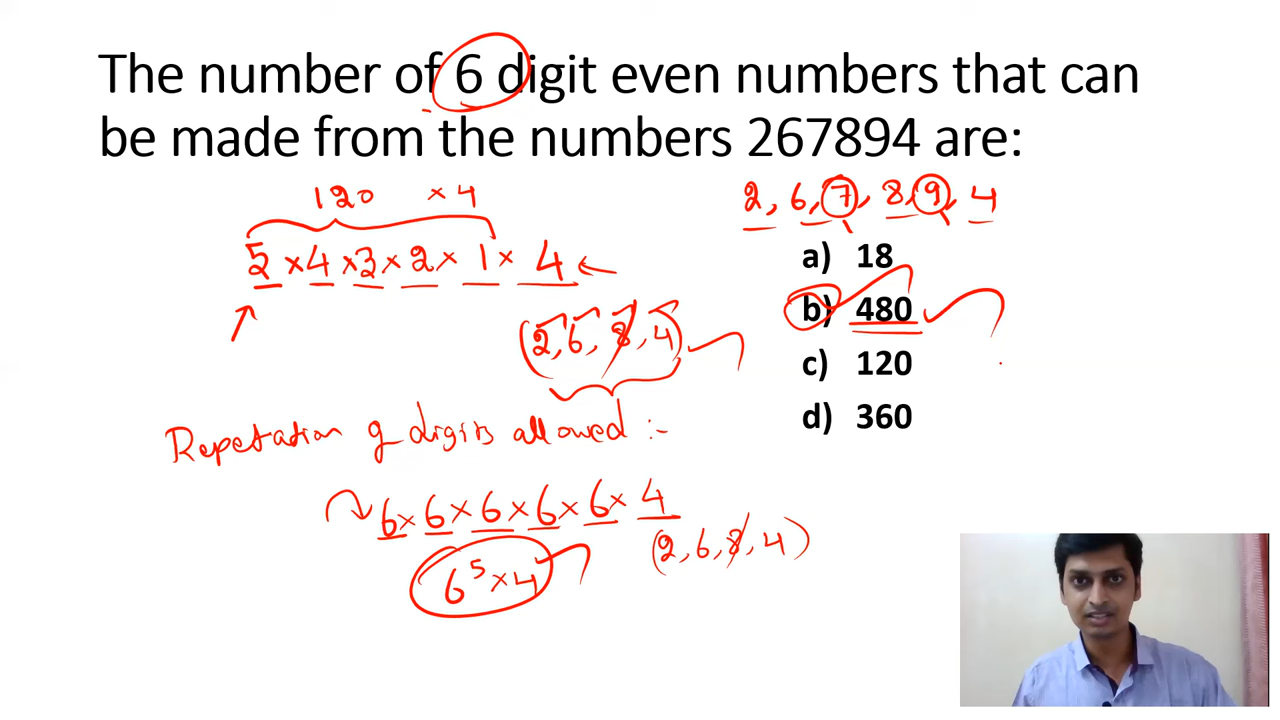 The number of 6 digit even numbers that can
be made from the numbers 267894 are:
120 × 4
5 × 4 × 3 × 2 × 1 × 4
(2, 6, 8, 4)
2, 6, 7, 8, 9, 4
a) 18
b) 480
c) 120
d) 360
Repetation of digits allowed :-
6 × 6 × 6 × 6 × 6 × 4
(2, 6, 8, 4)
6⁵ × 4